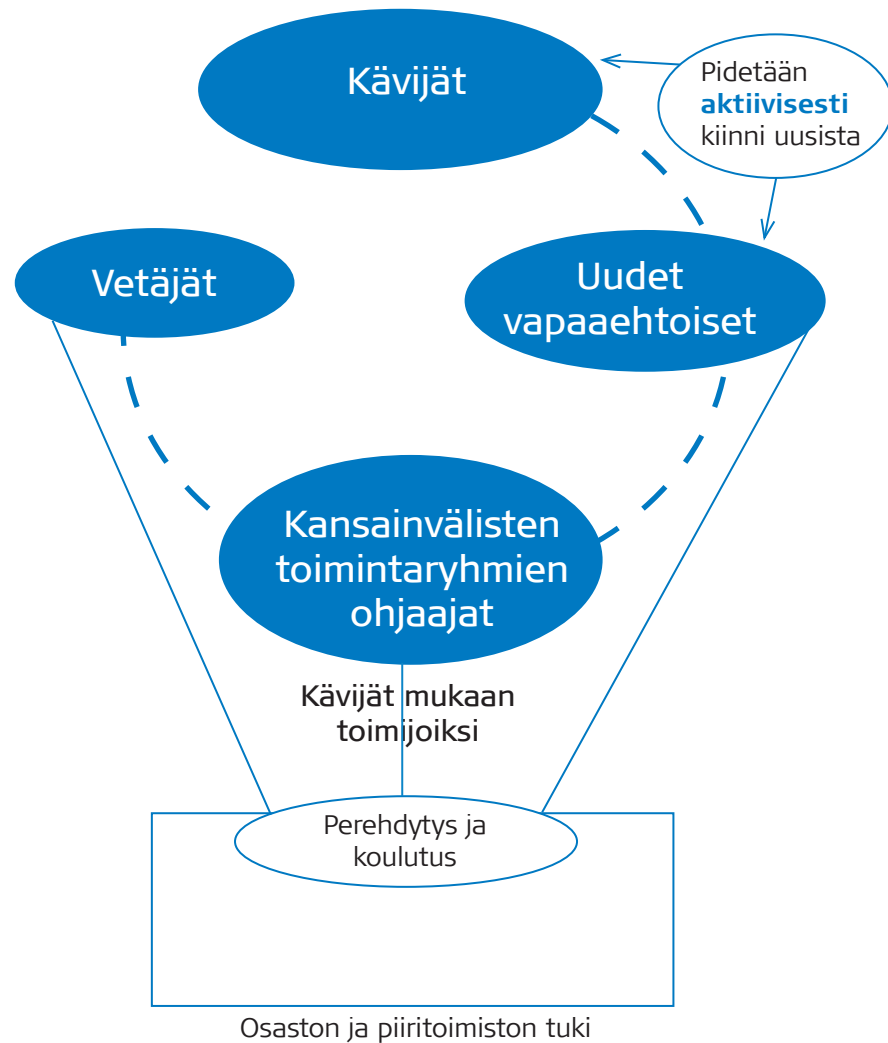 Kävijät
Pidetään
aktiivisesti
kiinni uusista
Vetäjät
Uudet
vapaaehtoiset
Kansainvälisten
toimintaryhmien
ohjaajat
Kävijät mukaan
toimijoiksi
Perehdytys ja
koulutus
Osaston ja piiritoimiston tuki